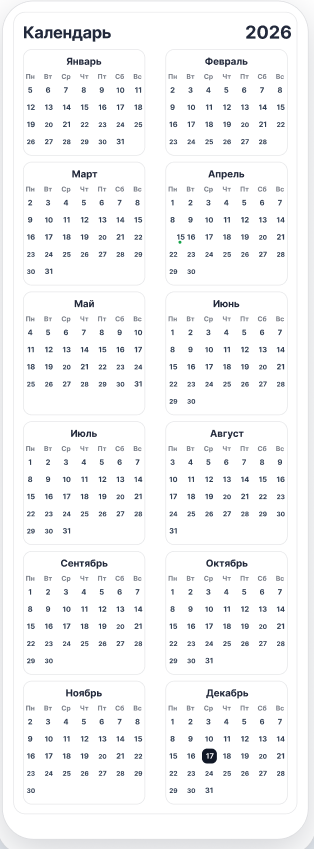 Календарь 2026
Январь Февраль
Пн Вт Ср Чт Пт Сб Вс Пн Вт Ср Чт Пт Сб Вс
5 6 7 8 9 10 11 2 3 4 5 6 7 8
12 13 14 15 16 17 18 9 10 11 12 13 14 15
19 20 21 22 23 24 25 16 17 18 19 20 21 22
26 27 28 29 30 31 23 24 25 26 27 28
Март Апрель
Пн Вт Ср Чт Пт Сб Вс Пн Вт Ср Чт Пт Сб Вс
2 3 4 5 6 7 8 1 2 3 4 5 6 7
9 10 11 12 13 14 15 8 9 10 11 12 13 14
16 17 18 19 20 21 22 15 16 17 18 19 20 21
23 24 25 26 27 28 29 22 23 24 25 26 27 28
30 31 29 30
Май Июнь
Пн Вт Ср Чт Пт Сб Вс Пн Вт Ср Чт Пт Сб Вс
4 5 6 7 8 9 10 1 2 3 4 5 6 7
11 12 13 14 15 16 17 8 9 10 11 12 13 14
18 19 20 21 22 23 24 15 16 17 18 19 20 21
25 26 27 28 29 30 31 22 23 24 25 26 27 28
29 30
Июль Август
Пн Вт Ср Чт Пт Сб Вс Пн Вт Ср Чт Пт Сб Вс
1 2 3 4 5 6 7 3 4 5 6 7 8 9
8 9 10 11 12 13 14 10 11 12 13 14 15 16
15 16 17 18 19 20 21 17 18 19 20 21 22 23
22 23 24 25 26 27 28 24 25 26 27 28 29 30
29 30 31 31
Сентябрь Октябрь
Пн Вт Ср Чт Пт Сб Вс Пн Вт Ср Чт Пт Сб Вс
1 2 3 4 5 6 7 1 2 3 4 5 6 7
8 9 10 11 12 13 14 8 9 10 11 12 13 14
15 16 17 18 19 20 21 15 16 17 18 19 20 21
22 23 24 25 26 27 28 22 23 24 25 26 27 28
29 30 29 30 31
Ноябрь Декабрь
Пн Вт Ср Чт Пт Сб Вс Пн Вт Ср Чт Пт Сб Вс
2 3 4 5 6 7 8 1 2 3 4 5 6 7
9 10 11 12 13 14 15 8 9 10 11 12 13 14
16 17 18 19 20 21 22 15 16 17 18 19 20 21
23 24 25 26 27 28 29 22 23 24 25 26 27 28
30 29 30 31